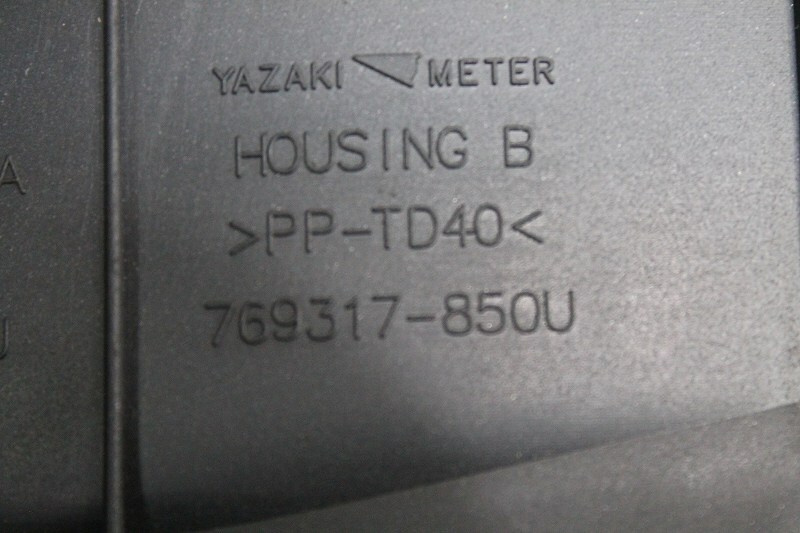 YAZAKI METER
HOUSING B
>PP-TD40<
769317-850U
A
U